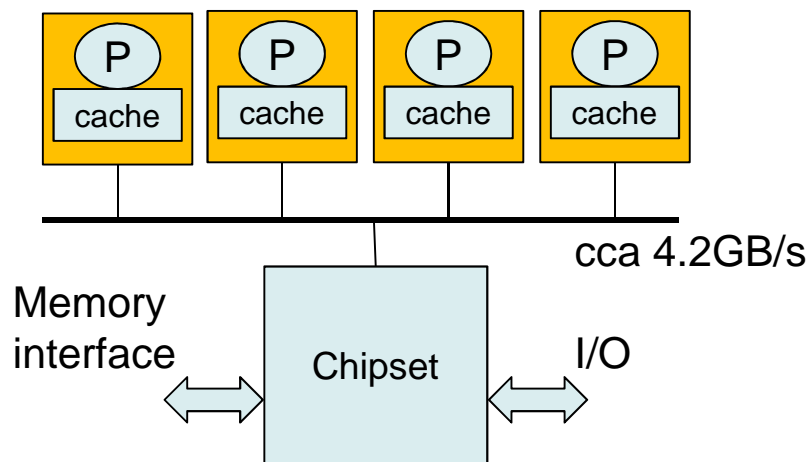 P P P P
cache cache cache cache
cca 4.2GB/s
Memory
interface
Chipset
I/O